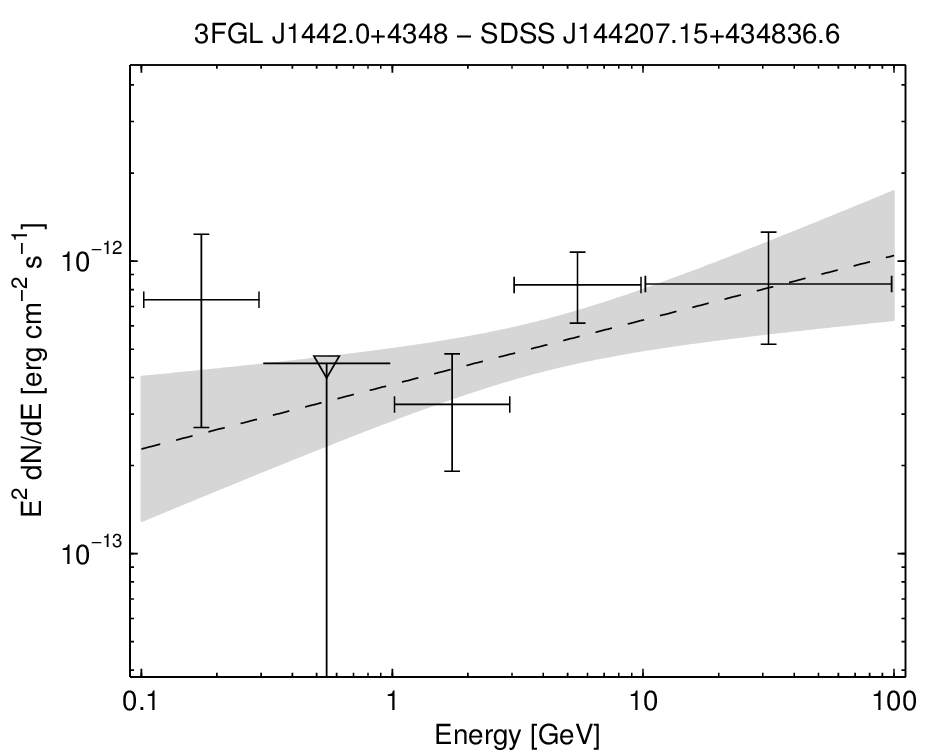 3FGL J1442.0+4348 − SDSS J144207.15+434836.6
E² dN/dE [erg cm⁻² s⁻¹]
10⁻¹²
10⁻¹³
0.1 1 10 100
Energy [GeV]